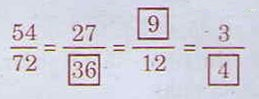 54/72 = 27/36 = 9/12 = 3/4